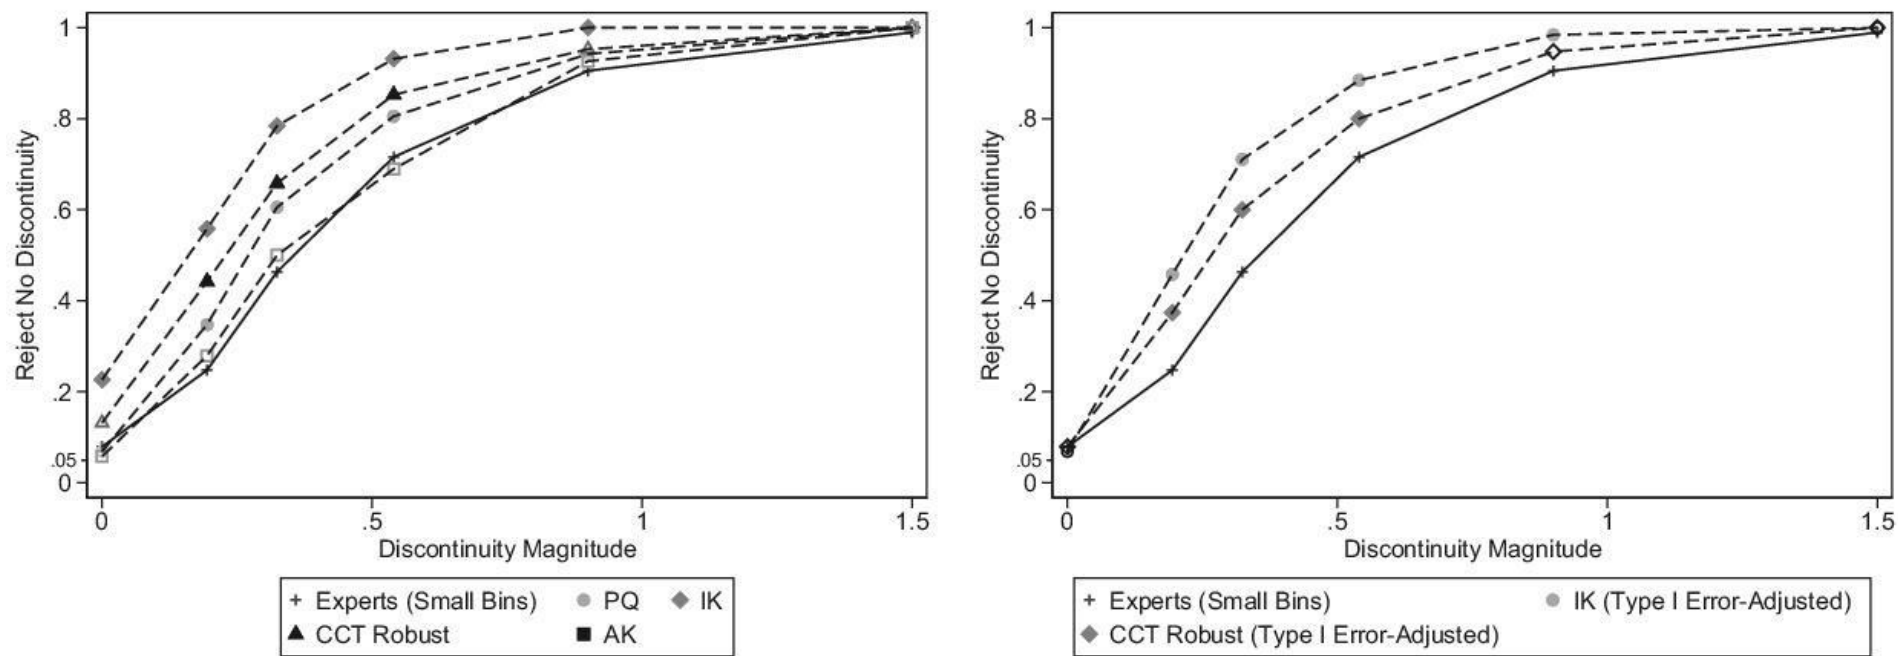 1
.8
.6
.4
.2
.05
0
Reject No Discontinuity
0 .5 1 1.5
Discontinuity Magnitude
Experts (Small Bins) PQ IK
CCT Robust AK
1
.8
.6
.4
.2
.05
0
Reject No Discontinuity
0 .5 1 1.5
Discontinuity Magnitude
Experts (Small Bins) IK (Type I Error-Adjusted)
CCT Robust (Type I Error-Adjusted)